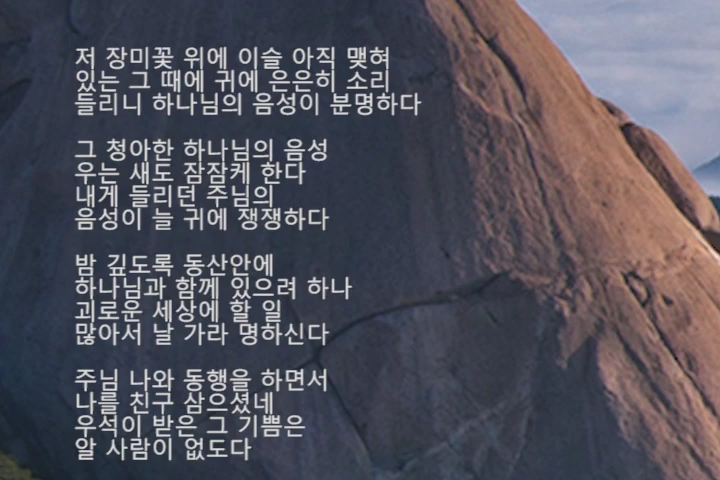 저 장미꽃 위에 이슬 아직 맺혀
있는 그 때에 귀에 은은히 소리
들리니 하나님의 음성이 분명하다
그 청아한 하나님의 음성
우는 새도 잠잠케 한다
내게 들리던 주님의
음성이 늘 귀에 쟁쟁하다
밤 깊도록 동산안에
하나님과 함께 있으려 하나
괴로운 세상에 할 일
많아서 날 가라 명하신다
주님 나와 동행을 하면서
나를 친구 삼으셨네
우석이 받은 그 기쁨은
알 사람이 없도다